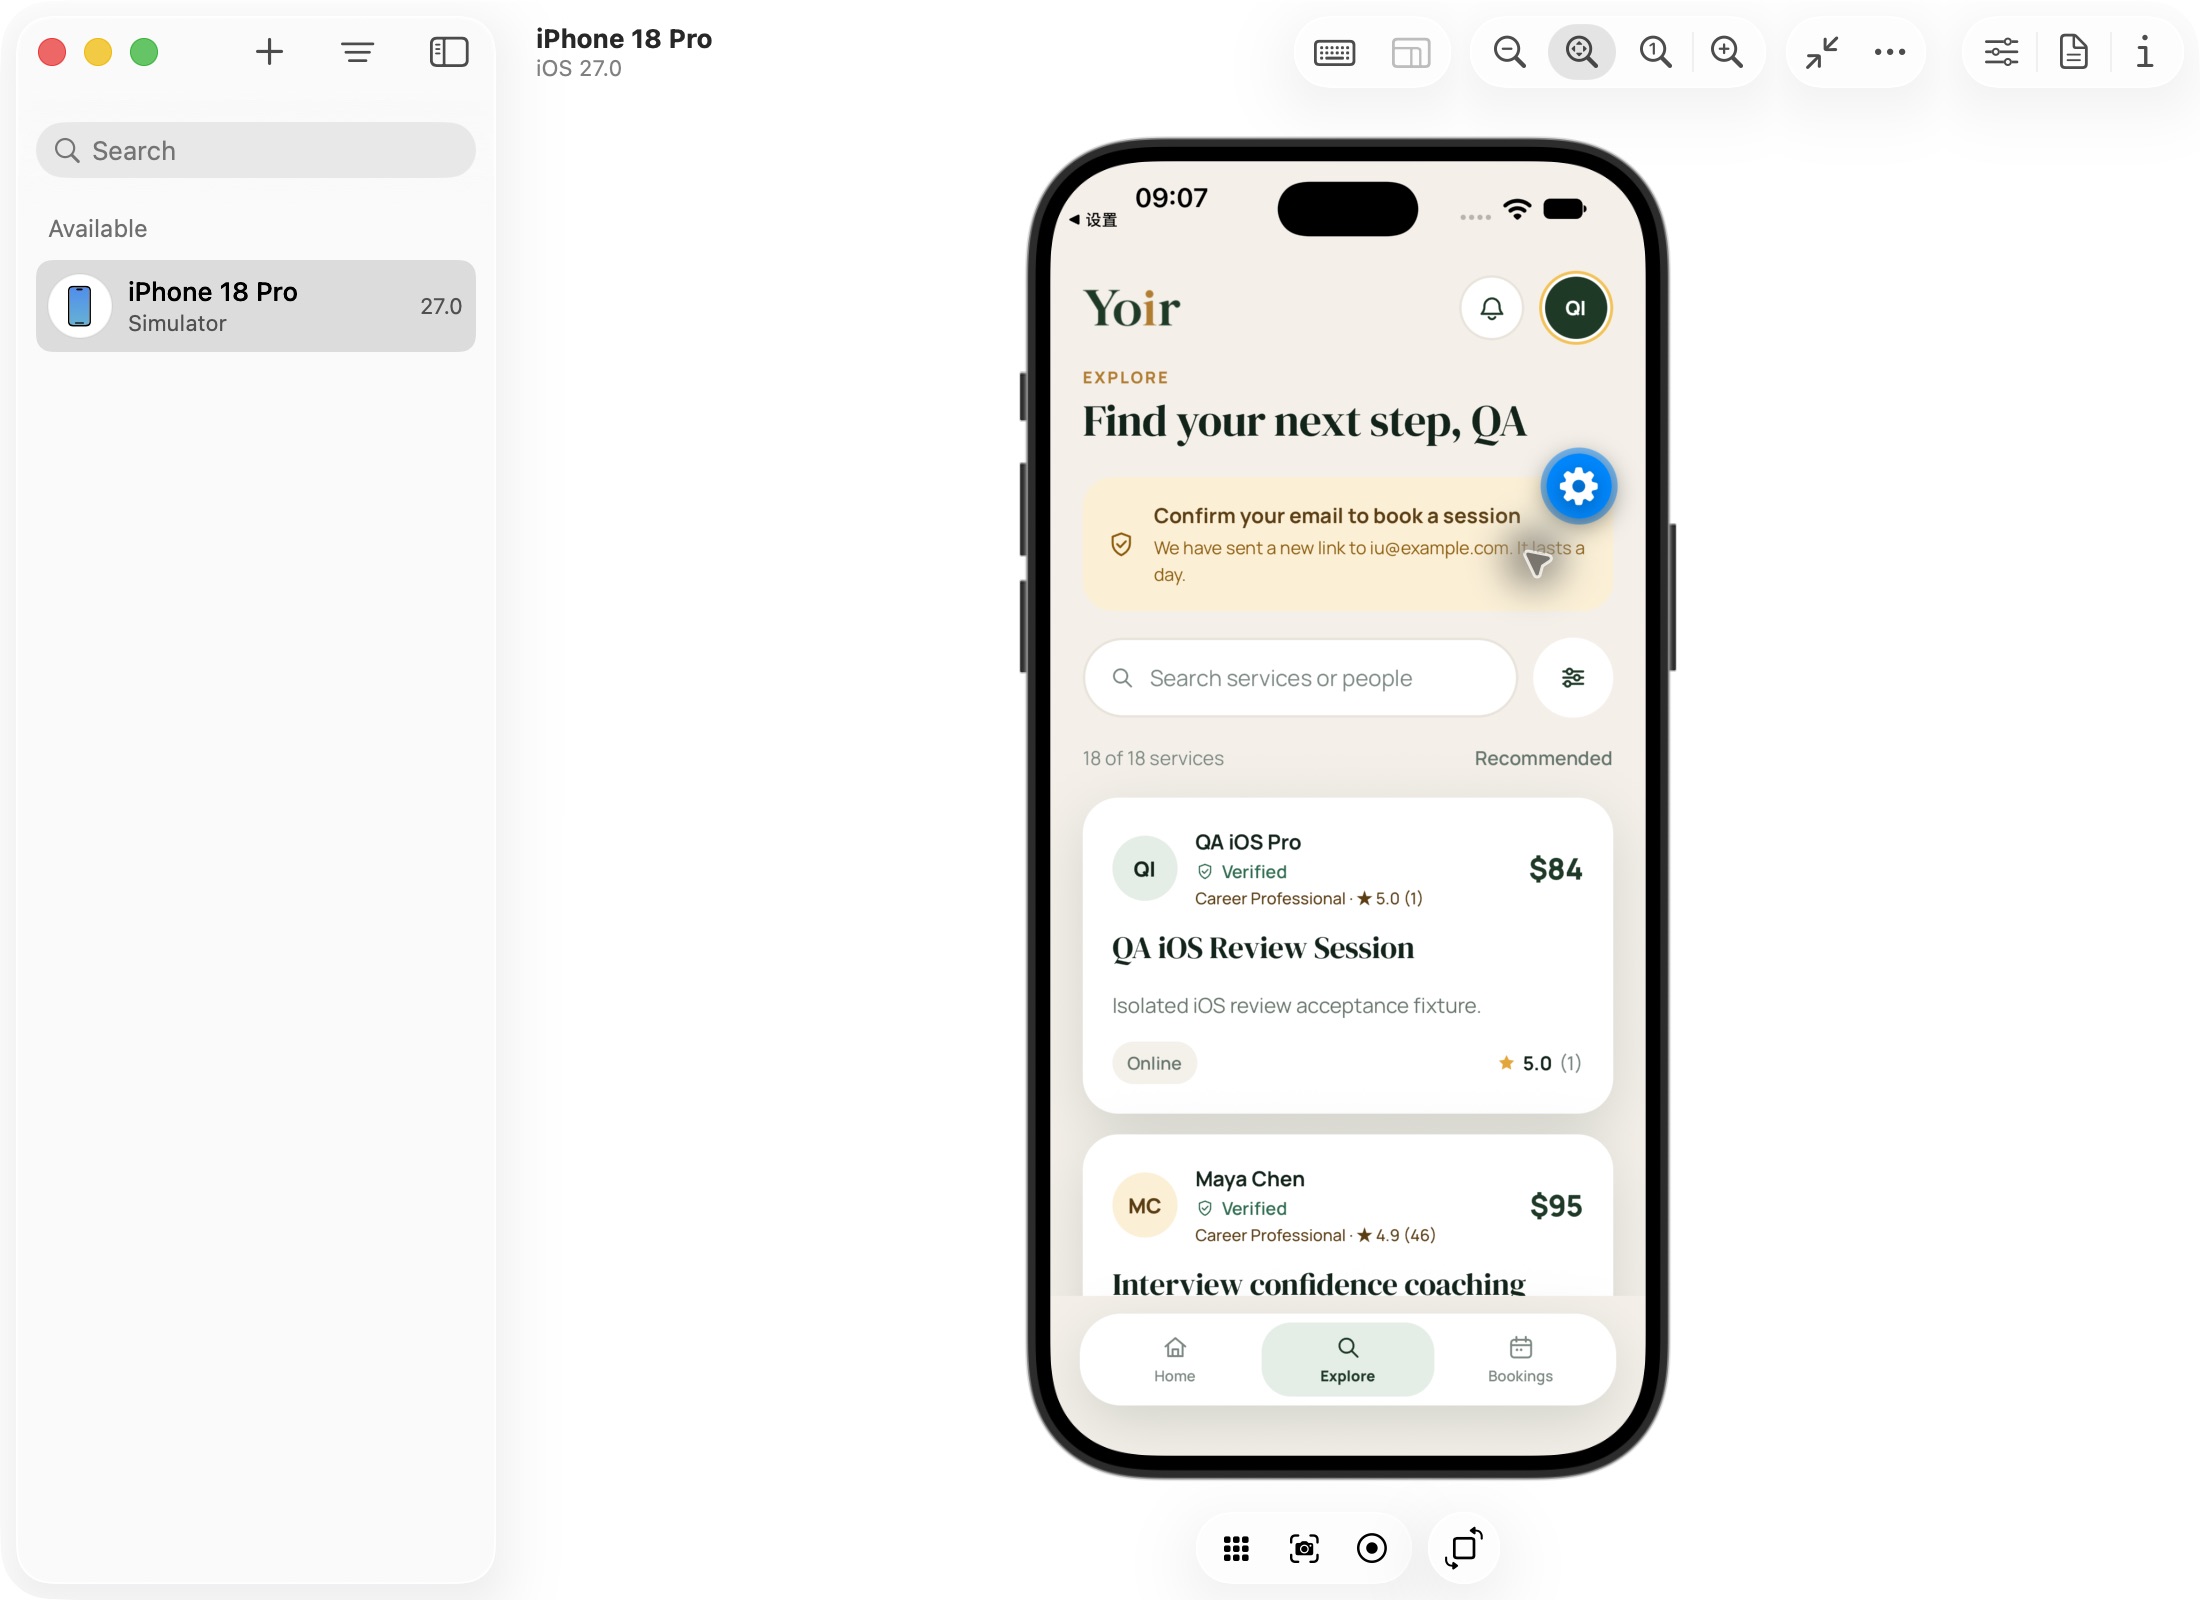 iPhone 18 Pro
iOS 27.0
Search
Available
iPhone 18 Pro
Simulator
27.0
09:07
◀ 设置
Yoir
QI
EXPLORE
Find your next step, QA
Confirm your email to book a session
We have sent a new link to iu@example.com. It lasts a
day.
Search services or people
18 of 18 services
Recommended
QI
QA iOS Pro
Verified
Career Professional · ★ 5.0 (1)
$84
QA iOS Review Session
Isolated iOS review acceptance fixture.
Online
★ 5.0 (1)
MC
Maya Chen
Verified
Career Professional · ★ 4.9 (46)
$95
Interview confidence coaching
Home
Explore
Bookings